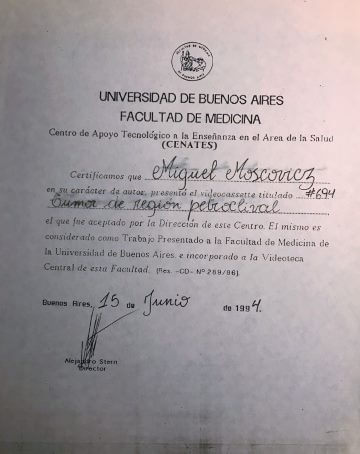 UNIVERSIDAD DE BUENOS AIRES
FACULTAD DE MEDICINA
Centro de Apoyo Tecnológico a la Enseñanza en el Area de la Salud
(CENATES)
Certificamos que Miguel Moscovicz
en su carácter de autor, presentó el videocassette titulado #694
Tumor de región petroclival
el que fue aceptado por la Dirección de este Centro. El mismo es
considerado como Trabajo Presentado a la Facultad de Medicina de
la Universidad de Buenos Aires, e incorporado a la Videoteca
Central de esta Facultad. (Res. -CD- Nº 289/96).
Buenos Aires, 15 de Junio de 1994.
Alejandro Stern
Director